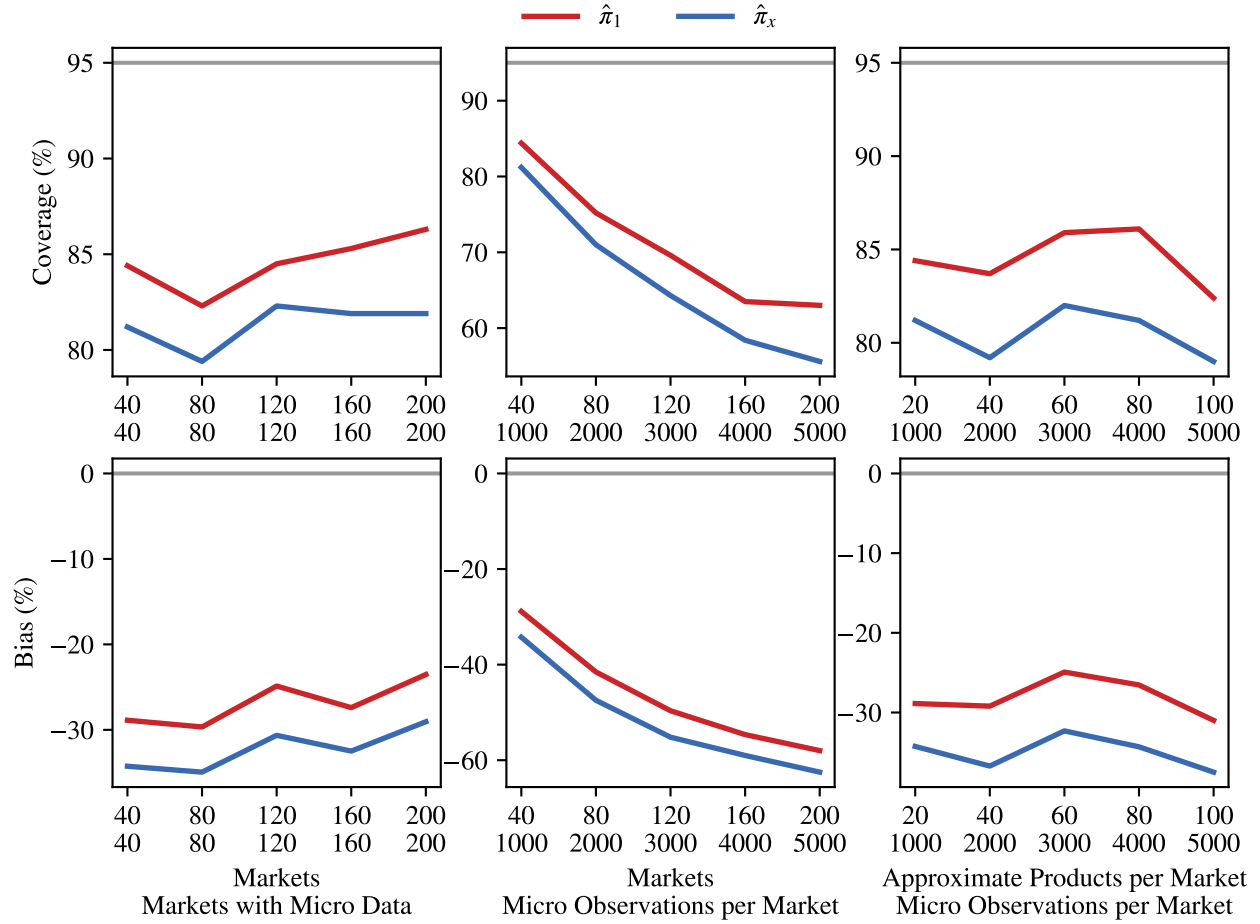 π̂₁ π̂ₓ
Coverage (%)
95
90
85
80
40 80 120 160 200
40 80 120 160 200
90
80
70
60
40 80 120 160 200
1000 2000 3000 4000 5000
95
90
85
80
20 40 60 80 100
1000 2000 3000 4000 5000
Bias (%)
0
−10
−20
−30
40 80 120 160 200
40 80 120 160 200
Markets
Markets with Micro Data
0
−20
−40
−60
40 80 120 160 200
1000 2000 3000 4000 5000
Markets
Micro Observations per Market
0
−10
−20
−30
20 40 60 80 100
1000 2000 3000 4000 5000
Approximate Products per Market
Micro Observations per Market